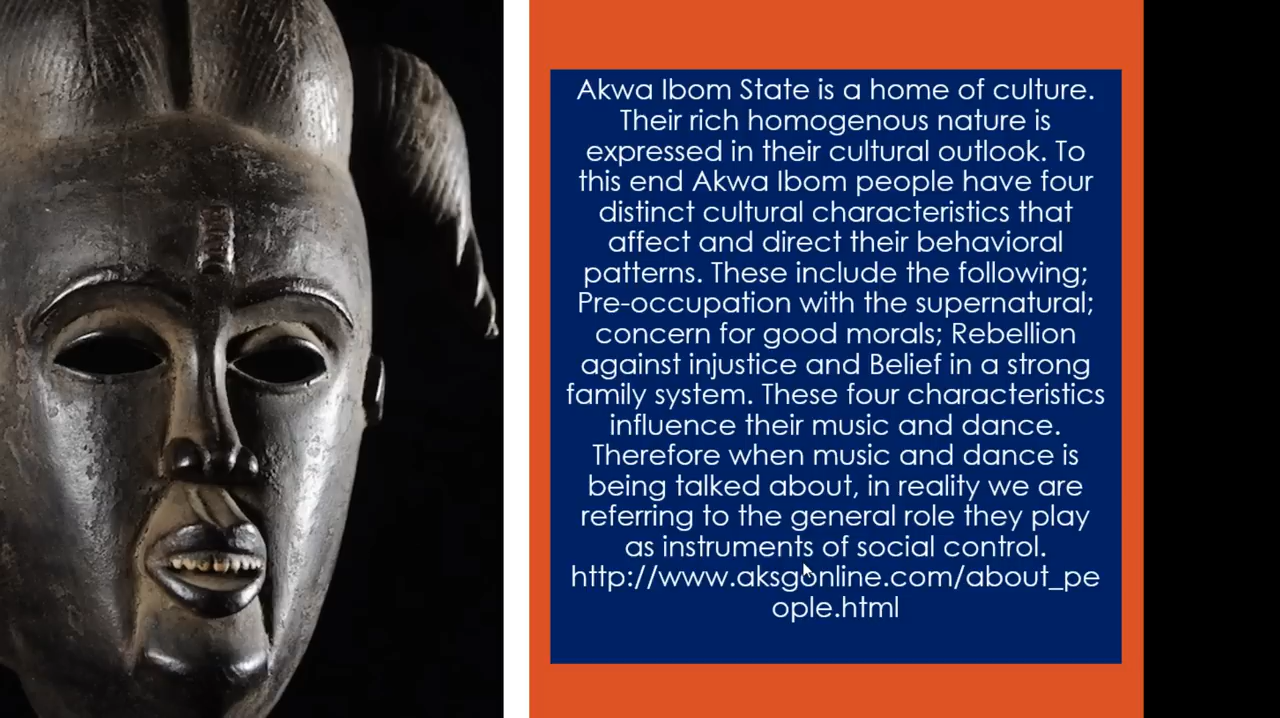 Akwa Ibom State is a home of culture.
Their rich homogenous nature is
expressed in their cultural outlook. To
this end Akwa Ibom people have four
distinct cultural characteristics that
affect and direct their behavioral
patterns. These include the following;
Pre-occupation with the supernatural;
concern for good morals; Rebellion
against injustice and Belief in a strong
family system. These four characteristics
influence their music and dance.
Therefore when music and dance is
being talked about, in reality we are
referring to the general role they play
as instruments of social control.
http://www.aksgonline.com/about_pe
ople.html